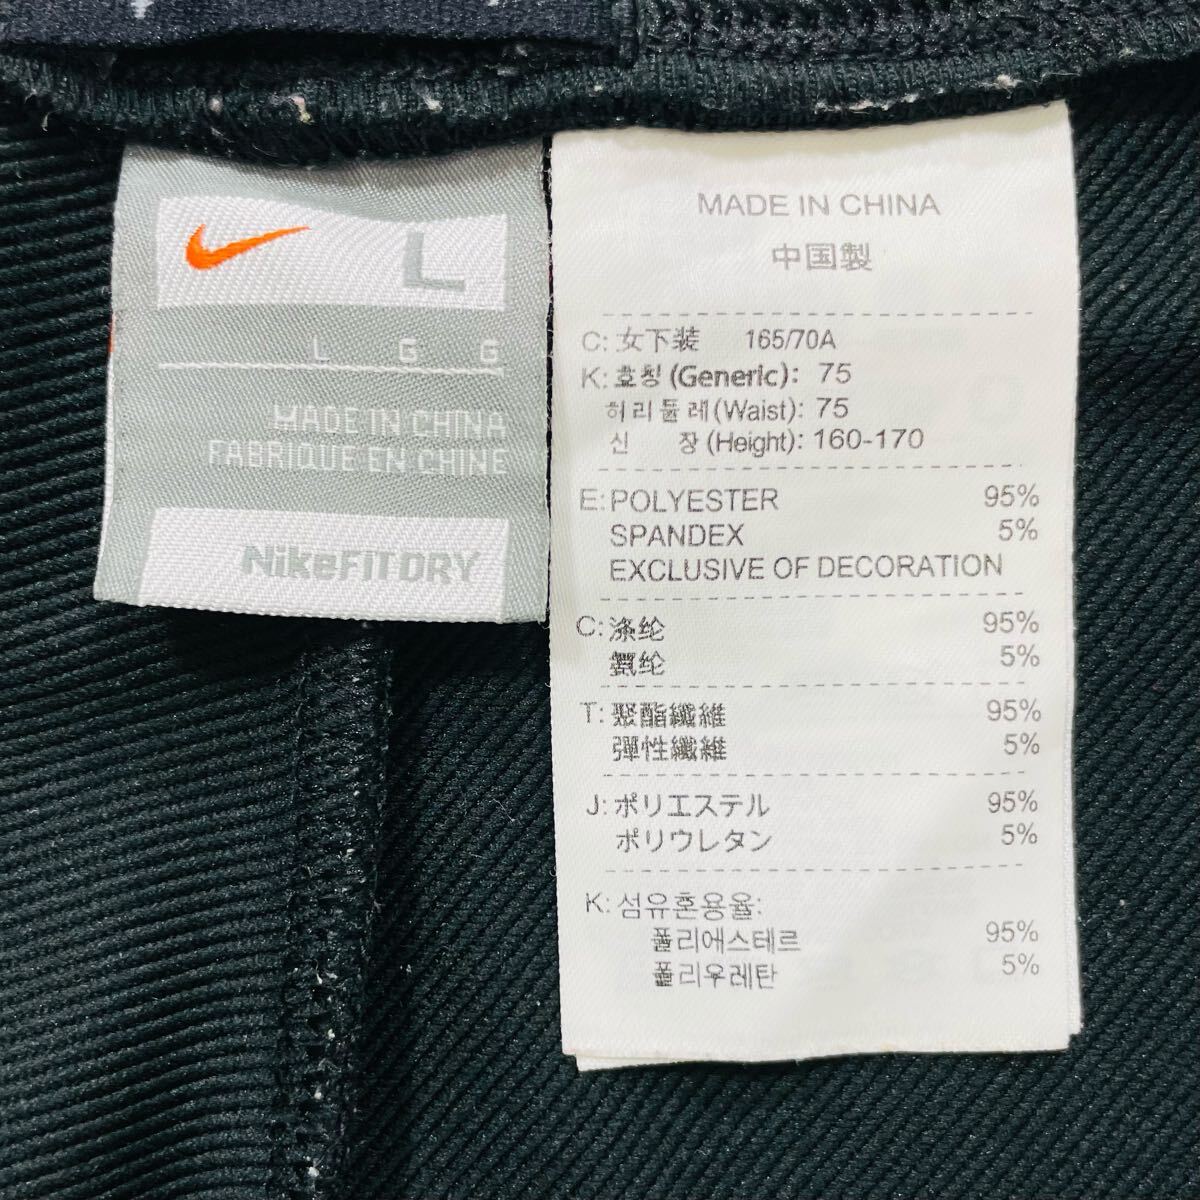 L
L G G
MADE IN CHINA
FABRIQUE EN CHINE
NikeFITDRY
MADE IN CHINA
中国製
C: 女下装 165/70A
K: 호칭 (Generic): 75
허리둘레 (Waist): 75
신 장 (Height): 160-170
E: POLYESTER 95%
SPANDEX 5%
EXCLUSIVE OF DECORATION
C: 涤纶 95%
氨纶 5%
T: 聚酯纖維 95%
彈性纖維 5%
J: ポリエステル 95%
ポリウレタン 5%
K: 섬유혼용율:
폴리에스테르 95%
폴리우레탄 5%